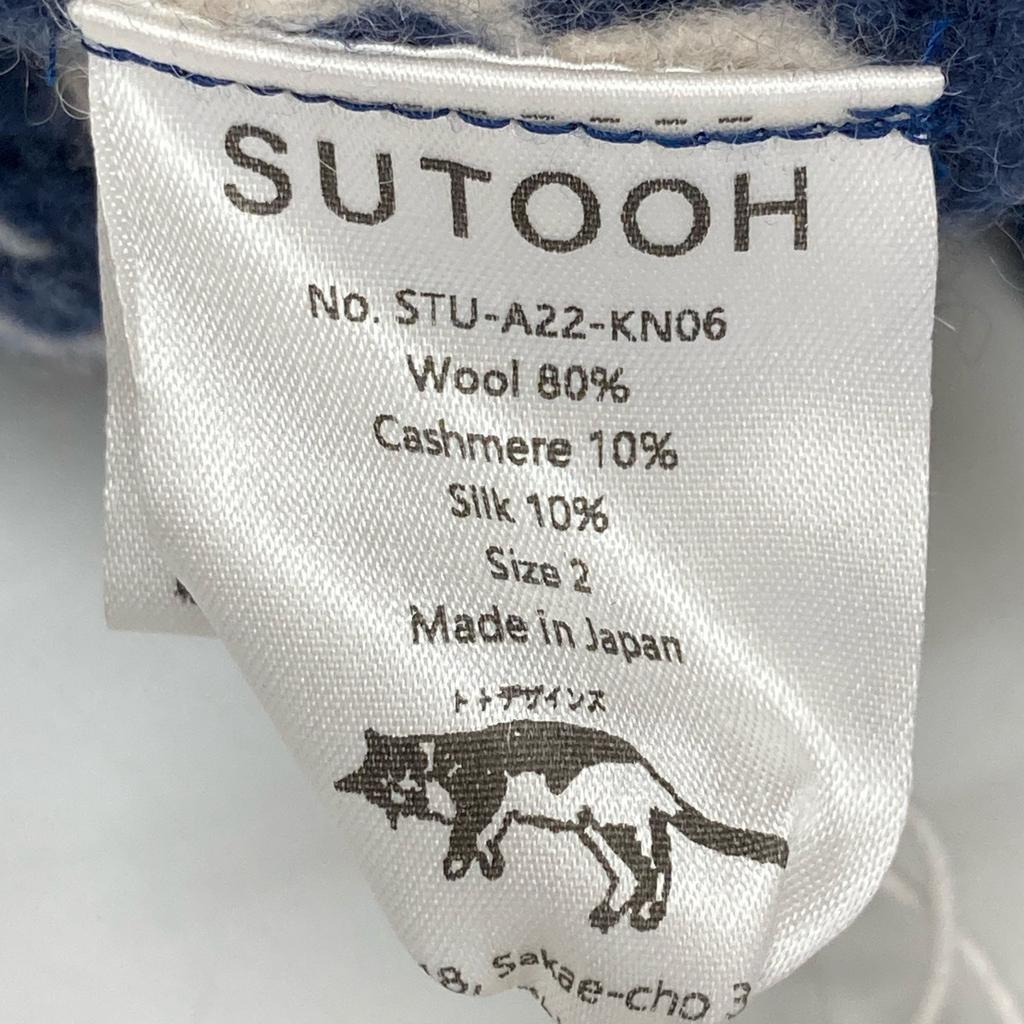 SUTOOH
No. STU-A22-KN06
Wool 80%
Cashmere 10%
Silk 10%
Size 2
Made in Japan
トナデザインズ
Sakae-cho 3